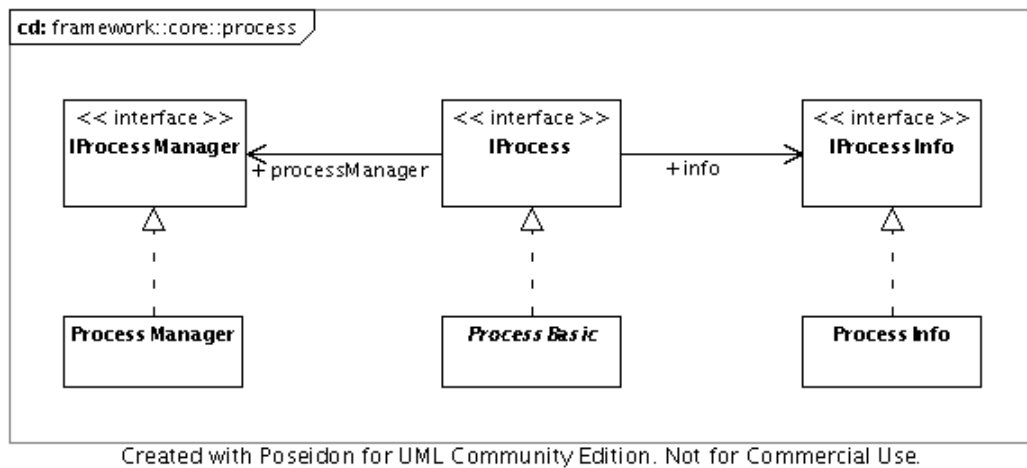 cd: framework::core::process
<< interface >>
IProcessManager
<< interface >>
IProcess
<< interface >>
IProcessInfo
+ processManager
+ info
ProcessManager
ProcessBasic
ProcessInfo
Created with Poseidon for UML Community Edition. Not for Commercial Use.